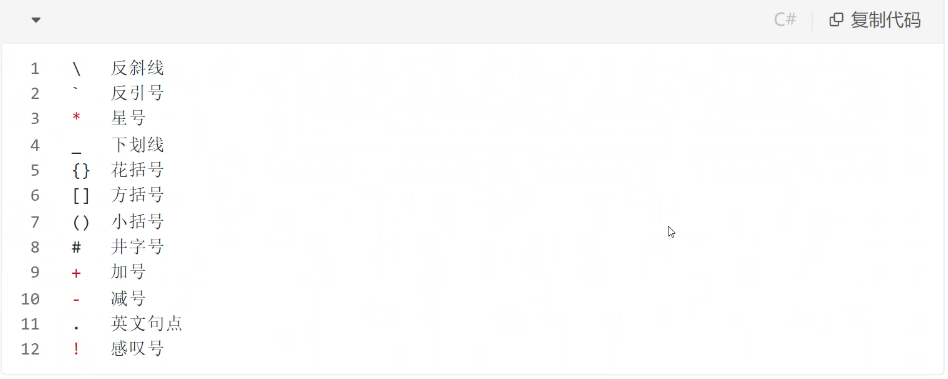 C# 复制代码
1 \ 反斜线
2 ` 反引号
3 * 星号
4 _ 下划线
5 {} 花括号
6 [] 方括号
7 () 小括号
8 # 井字号
9 + 加号
10 - 减号
11 . 英文句点
12 ! 感叹号